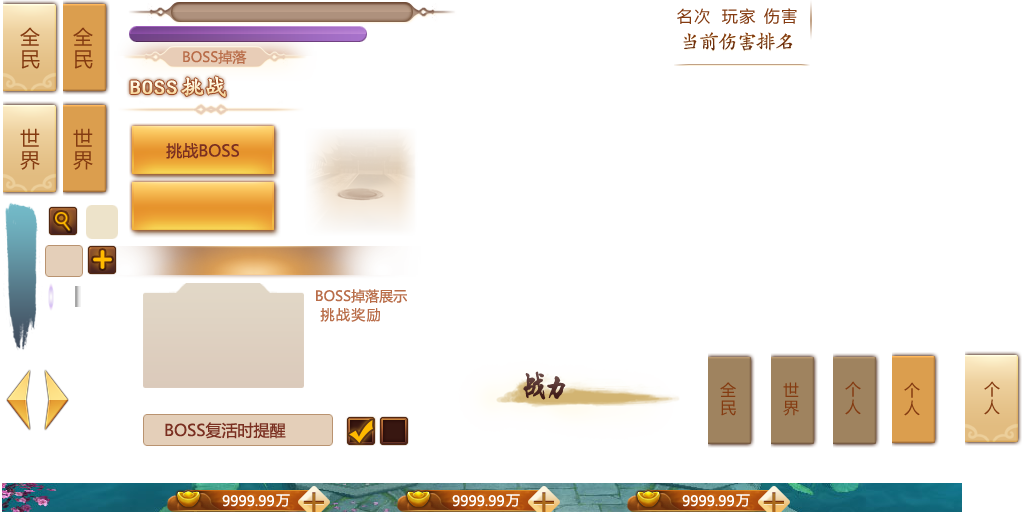 全民
全民
世界
世界
BOSS掉落
BOSS挑战
挑战BOSS
名次 玩家 伤害
当前伤害排名
BOSS掉落展示
挑战奖励
战力
BOSS复活时提醒
全民
世界
个人
个人
个人
9999.99万
9999.99万
9999.99万